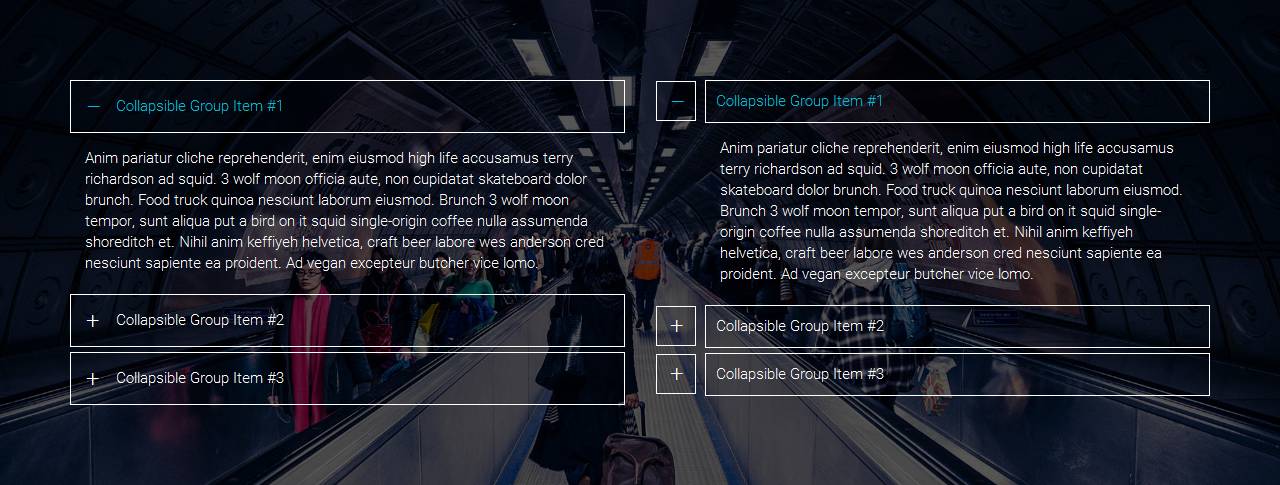 — Collapsible Group Item #1
Anim pariatur cliche reprehenderit, enim eiusmod high life accusamus terry
richardson ad squid. 3 wolf moon officia aute, non cupidatat skateboard dolor
brunch. Food truck quinoa nesciunt laborum eiusmod. Brunch 3 wolf moon
tempor, sunt aliqua put a bird on it squid single-origin coffee nulla assumenda
shoreditch et. Nihil anim keffiyeh helvetica, craft beer labore wes anderson cred
nesciunt sapiente ea proident. Ad vegan excepteur butcher vice lomo.
+ Collapsible Group Item #2
+ Collapsible Group Item #3
— Collapsible Group Item #1
Anim pariatur cliche reprehenderit, enim eiusmod high life accusamus
terry richardson ad squid. 3 wolf moon officia aute, non cupidatat
skateboard dolor brunch. Food truck quinoa nesciunt laborum eiusmod.
Brunch 3 wolf moon tempor, sunt aliqua put a bird on it squid single-
origin coffee nulla assumenda shoreditch et. Nihil anim keffiyeh
helvetica, craft beer labore wes anderson cred nesciunt sapiente ea
proident. Ad vegan excepteur butcher vice lomo.
+ Collapsible Group Item #2
+ Collapsible Group Item #3